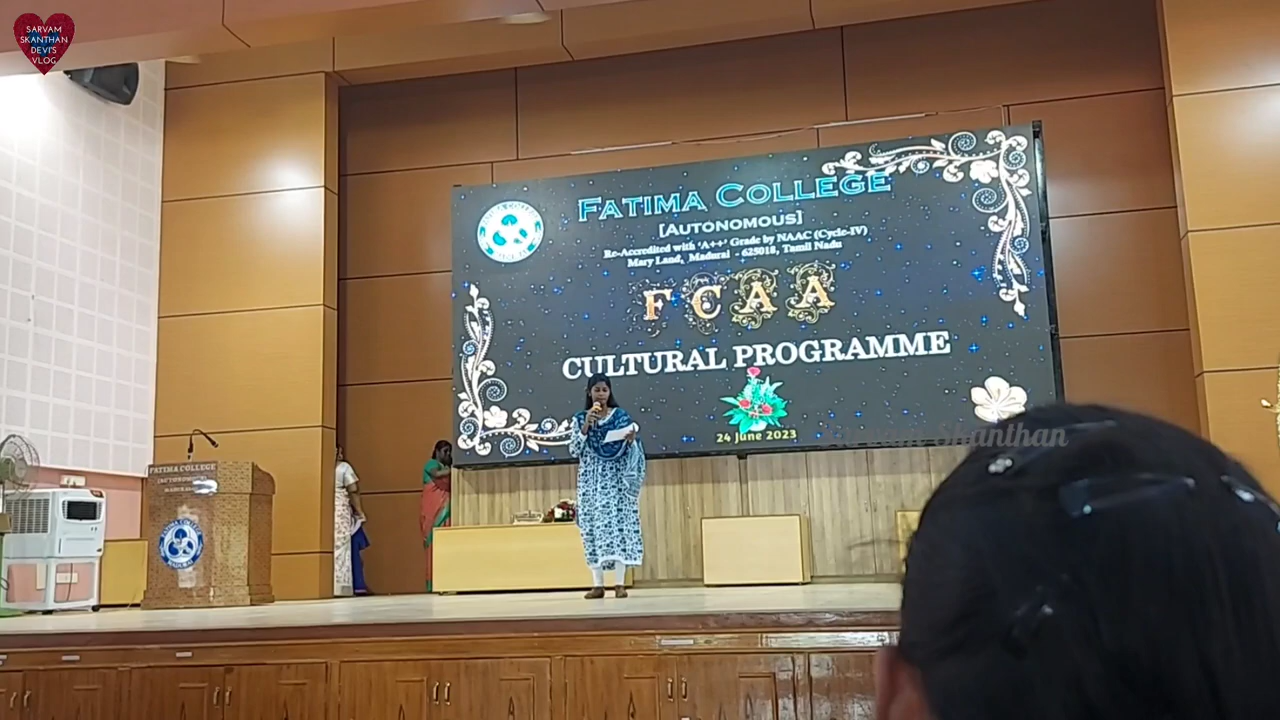 SARVAM
SKANTHAN
DEVI'S
VLOG
FATIMA COLLEGE
[AUTONOMOUS]
Re-Accredited with 'A++' Grade by NAAC (Cycle-IV)
Mary Land, Madurai - 625018, Tamil Nadu
FCAA
CULTURAL PROGRAMME
24 June 2023
Skanthan
FATIMA COLLEGE
MADURAI